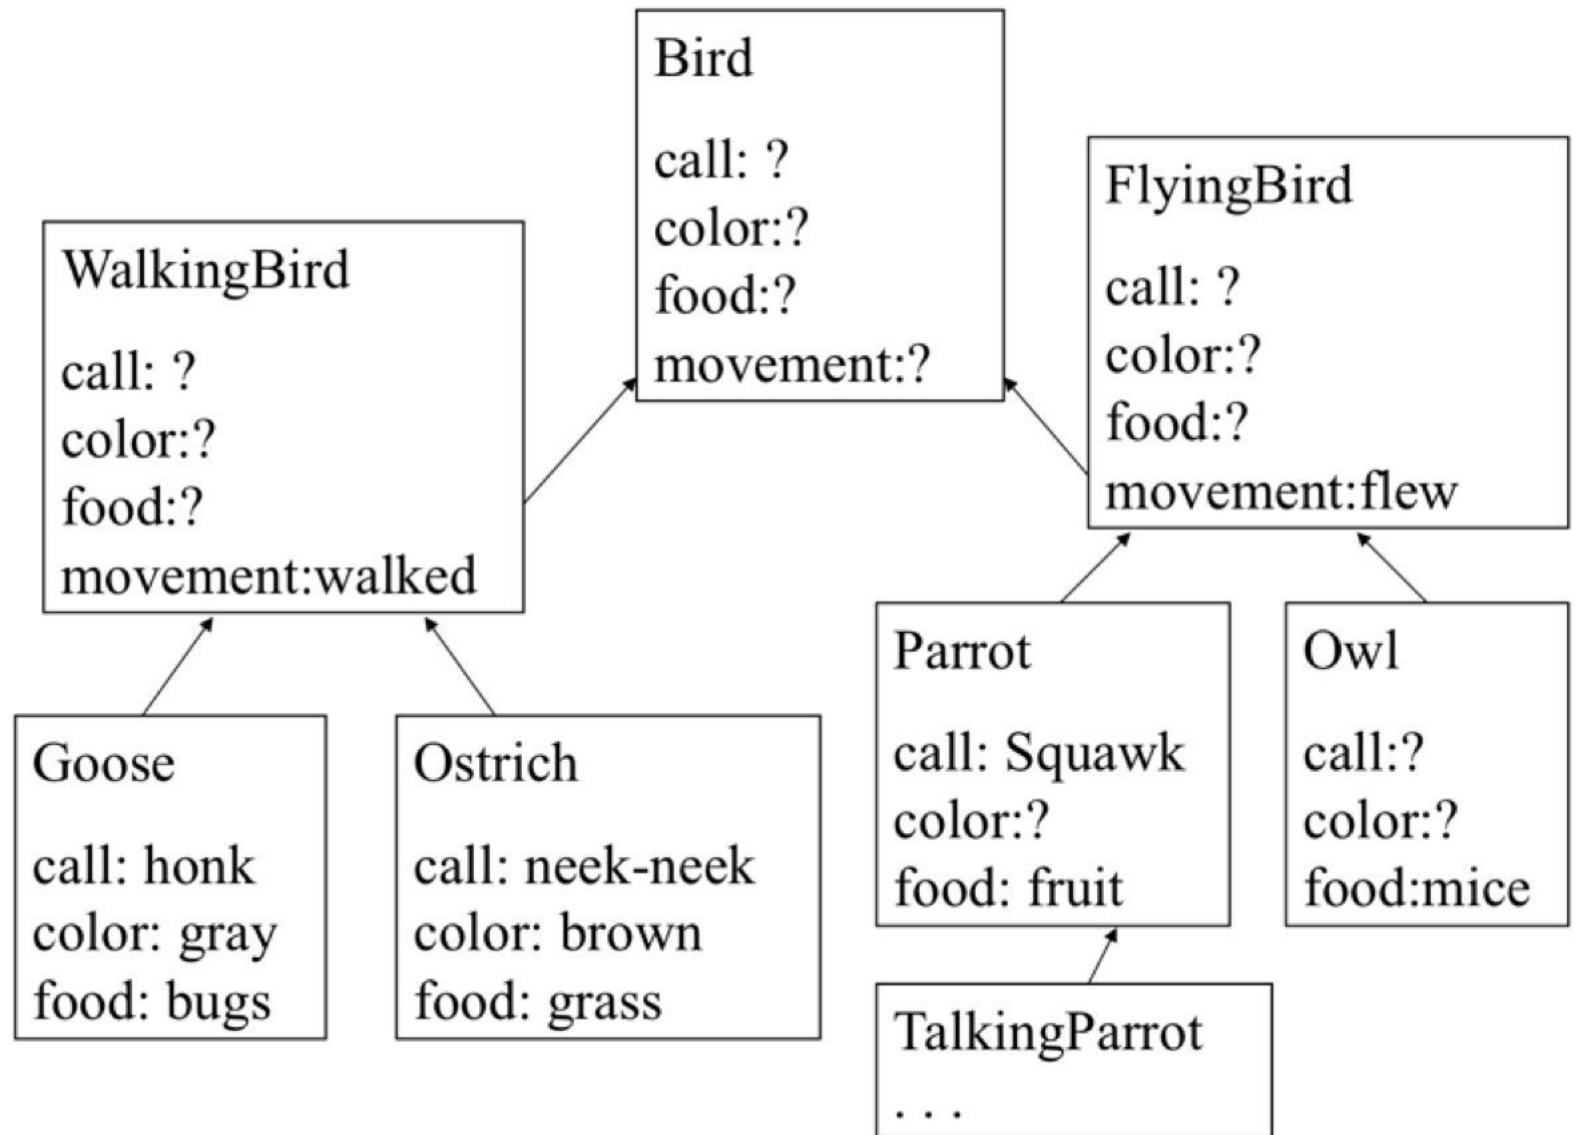 Bird
call: ?
color:?
food:?
movement:?
WalkingBird
call: ?
color:?
food:?
movement:walked
FlyingBird
call: ?
color:?
food:?
movement:flew
Goose
call: honk
color: gray
food: bugs
Ostrich
call: neek-neek
color: brown
food: grass
Parrot
call: Squawk
color:?
food: fruit
Owl
call:?
color:?
food:mice
TalkingParrot
. . .